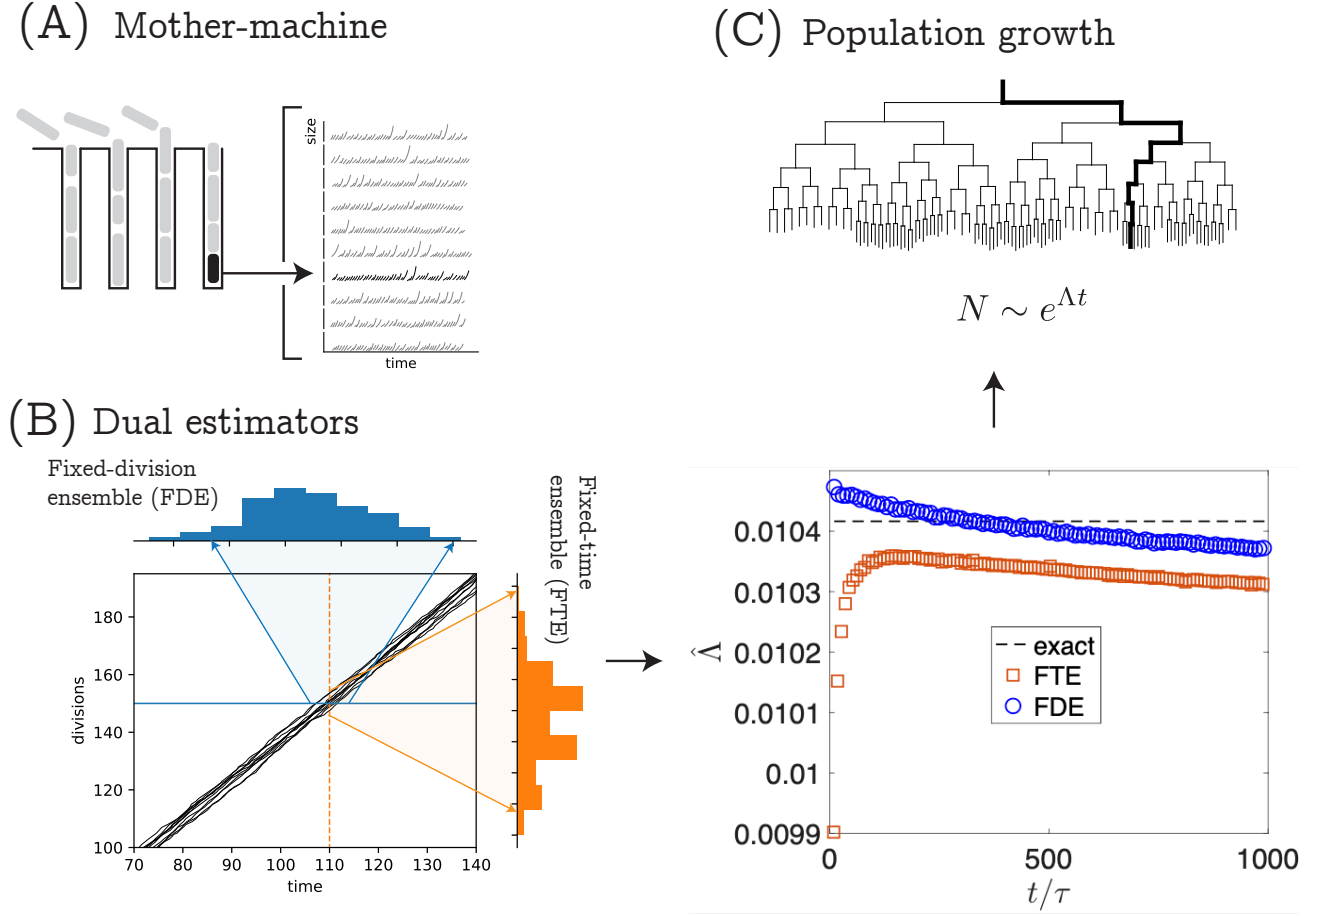 (A) Mother-machine
size
time
(B) Dual estimators
Fixed-division
ensemble (FDE)
Fixed-time
ensemble (FTE)
divisions
180
160
140
120
100
70 80 90 100 110 120 130 140
time
(C) Population growth
N ∼ e^{Λt}
Λ̂
0.0104
0.0103
0.0102
0.0101
0.01
0.0099
exact
FTE
FDE
0 500 1000
t/τ